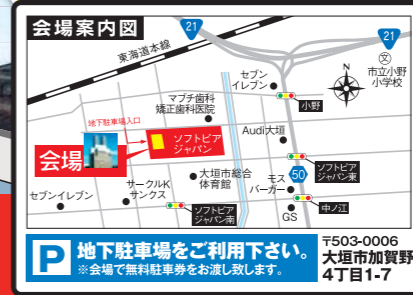 会場案内図
21
21
東海道本線
文
市立小野
小学校
セブン
イレブン
マブチ歯科
矯正歯科医院
小野
地下駐車場入口
Audi大垣
ソフトピア
ジャパン
会場
ソフトピア
ジャパン東
大垣市総合
体育館
50
モス
バーガー
サークルK
サンクス
セブンイレブン
ソフトピア
ジャパン南
中ノ江
GS
P
地下駐車場をご利用下さい。
※会場で無料駐車券をお渡し致します。
〒503-0006
大垣市加賀野
4丁目1-7